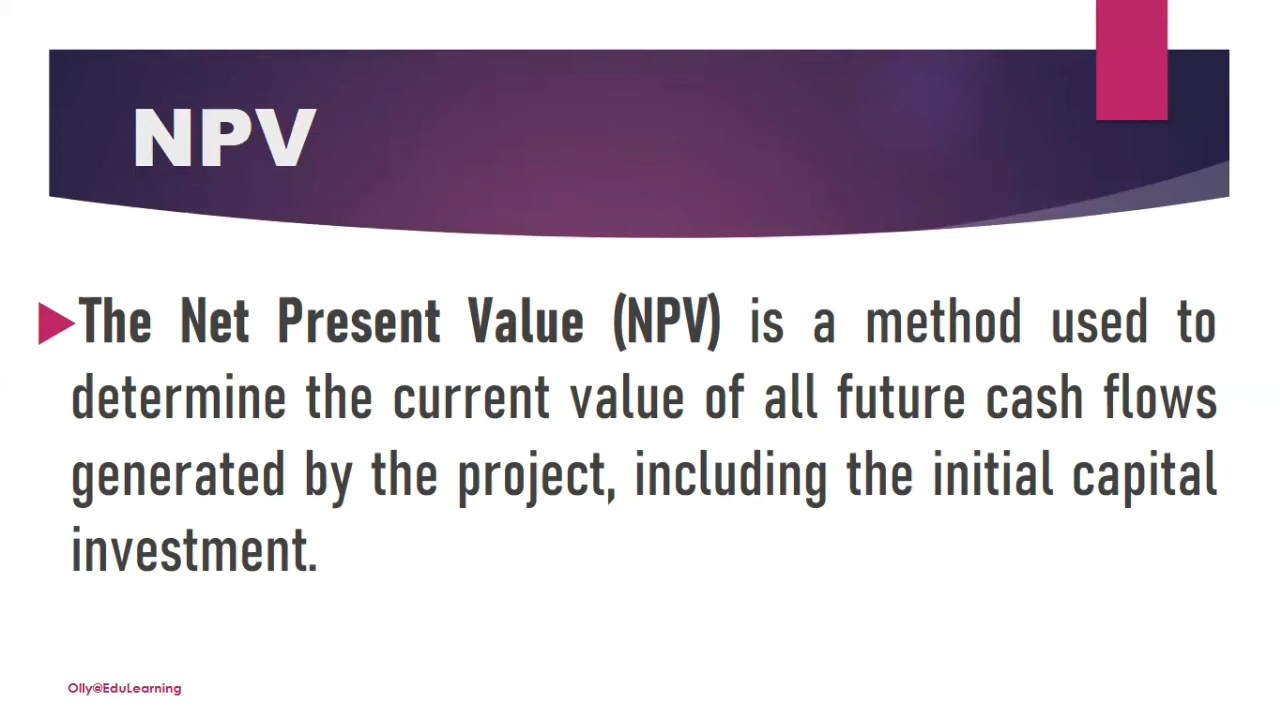 NPV
The Net Present Value (NPV) is a method used to
determine the current value of all future cash flows
generated by the project, including the initial capital
investment.
Olly@EduLearning